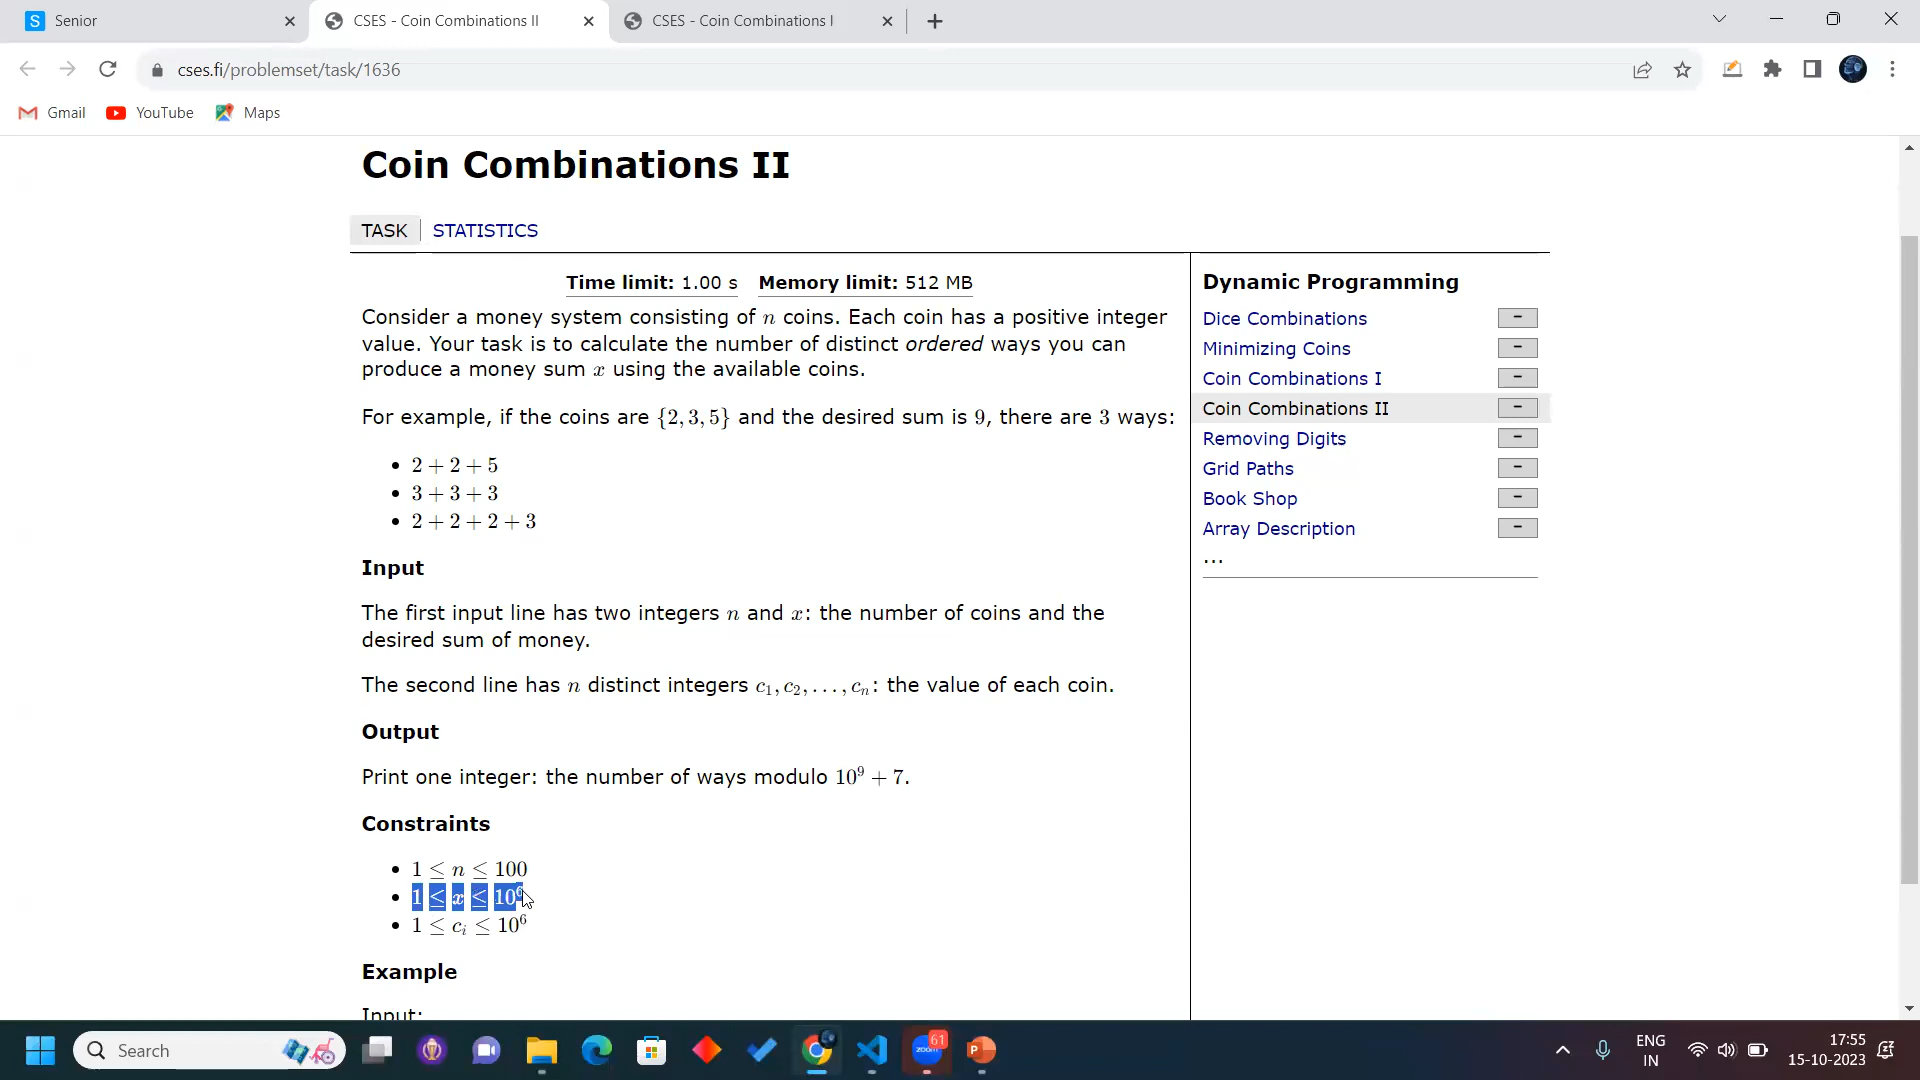 Senior
CSES - Coin Combinations II
CSES - Coin Combinations I
cses.fi/problemset/task/1636
Gmail
YouTube
Maps
Coin Combinations II
TASK
STATISTICS
Time limit: 1.00 s Memory limit: 512 MB
Consider a money system consisting of n coins. Each coin has a positive integer
value. Your task is to calculate the number of distinct ordered ways you can
produce a money sum x using the available coins.
For example, if the coins are {2, 3, 5} and the desired sum is 9, there are 3 ways:
• 2 + 2 + 5
• 3 + 3 + 3
• 2 + 2 + 2 + 3
Input
The first input line has two integers n and x: the number of coins and the
desired sum of money.
The second line has n distinct integers c₁, c₂, . . . , cₙ: the value of each coin.
Output
Print one integer: the number of ways modulo 10⁹ + 7.
Constraints
• 1 ≤ n ≤ 100
• 1 ≤ x ≤ 10⁶
• 1 ≤ cᵢ ≤ 10⁶
Example
Input:
Dynamic Programming
Dice Combinations
Minimizing Coins
Coin Combinations I
Coin Combinations II
Removing Digits
Grid Paths
Book Shop
Array Description
...
Search
zoom
61
ENG
IN
17:55
15-10-2023